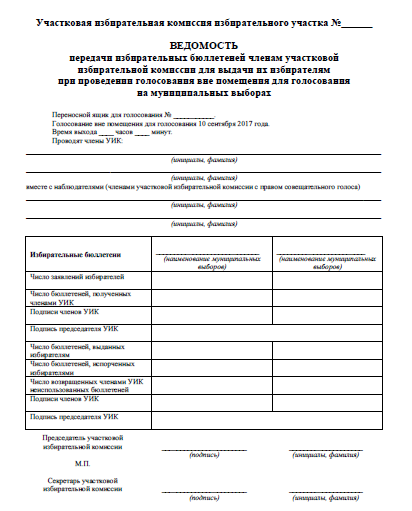 Участковая избирательная комиссия избирательного участка №______
ВЕДОМОСТЬ
передачи избирательных бюллетеней членам участковой
избирательной комиссии для выдачи их избирателям
при проведении голосования вне помещения для голосования
на муниципальных выборах
Переносной ящик для голосования № ____________.
Голосование вне помещения для голосования 10 сентября 2017 года.
Время выхода ____ часов ____ минут.
Проводят члены УИК:
(инициалы, фамилия)
(инициалы, фамилия)
вместе с наблюдателями (членами участковой избирательной комиссии с правом совещательного голоса)
(инициалы, фамилия)
(инициалы, фамилия)
Избирательные бюллетени
(наименование муниципальных выборов)
(наименование муниципальных выборов)
Число заявлений избирателей
Число бюллетеней, полученных
членами УИК
Подписи членов УИК
Подпись председателя УИК
Число бюллетеней, выданных
избирателям
Число бюллетеней, испорченных
избирателями
Число возвращенных членами УИК
неиспользованных бюллетеней
Подписи членов УИК
Подпись председателя УИК
Председатель участковой
избирательной комиссии
(подпись) (инициалы, фамилия)
М.П.
Секретарь участковой
избирательной комиссии
(подпись) (инициалы, фамилия)